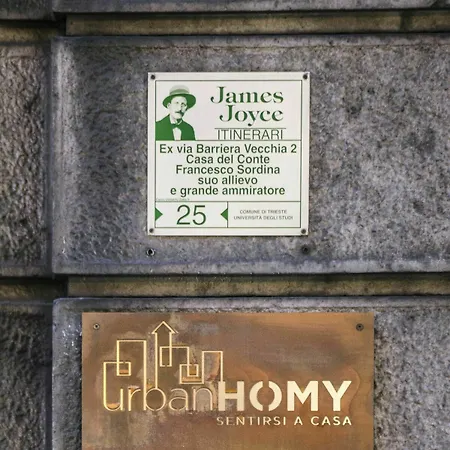 James
Joyce
ITINERARI
Ex via Barriera Vecchia 2
Casa del Conte
Francesco Sordina
suo allievo
e grande ammiratore
25
COMUNE DI TRIESTE
UNIVERSITÀ DEGLI STUDI
urbanHOMY
SENTIRSI A CASA